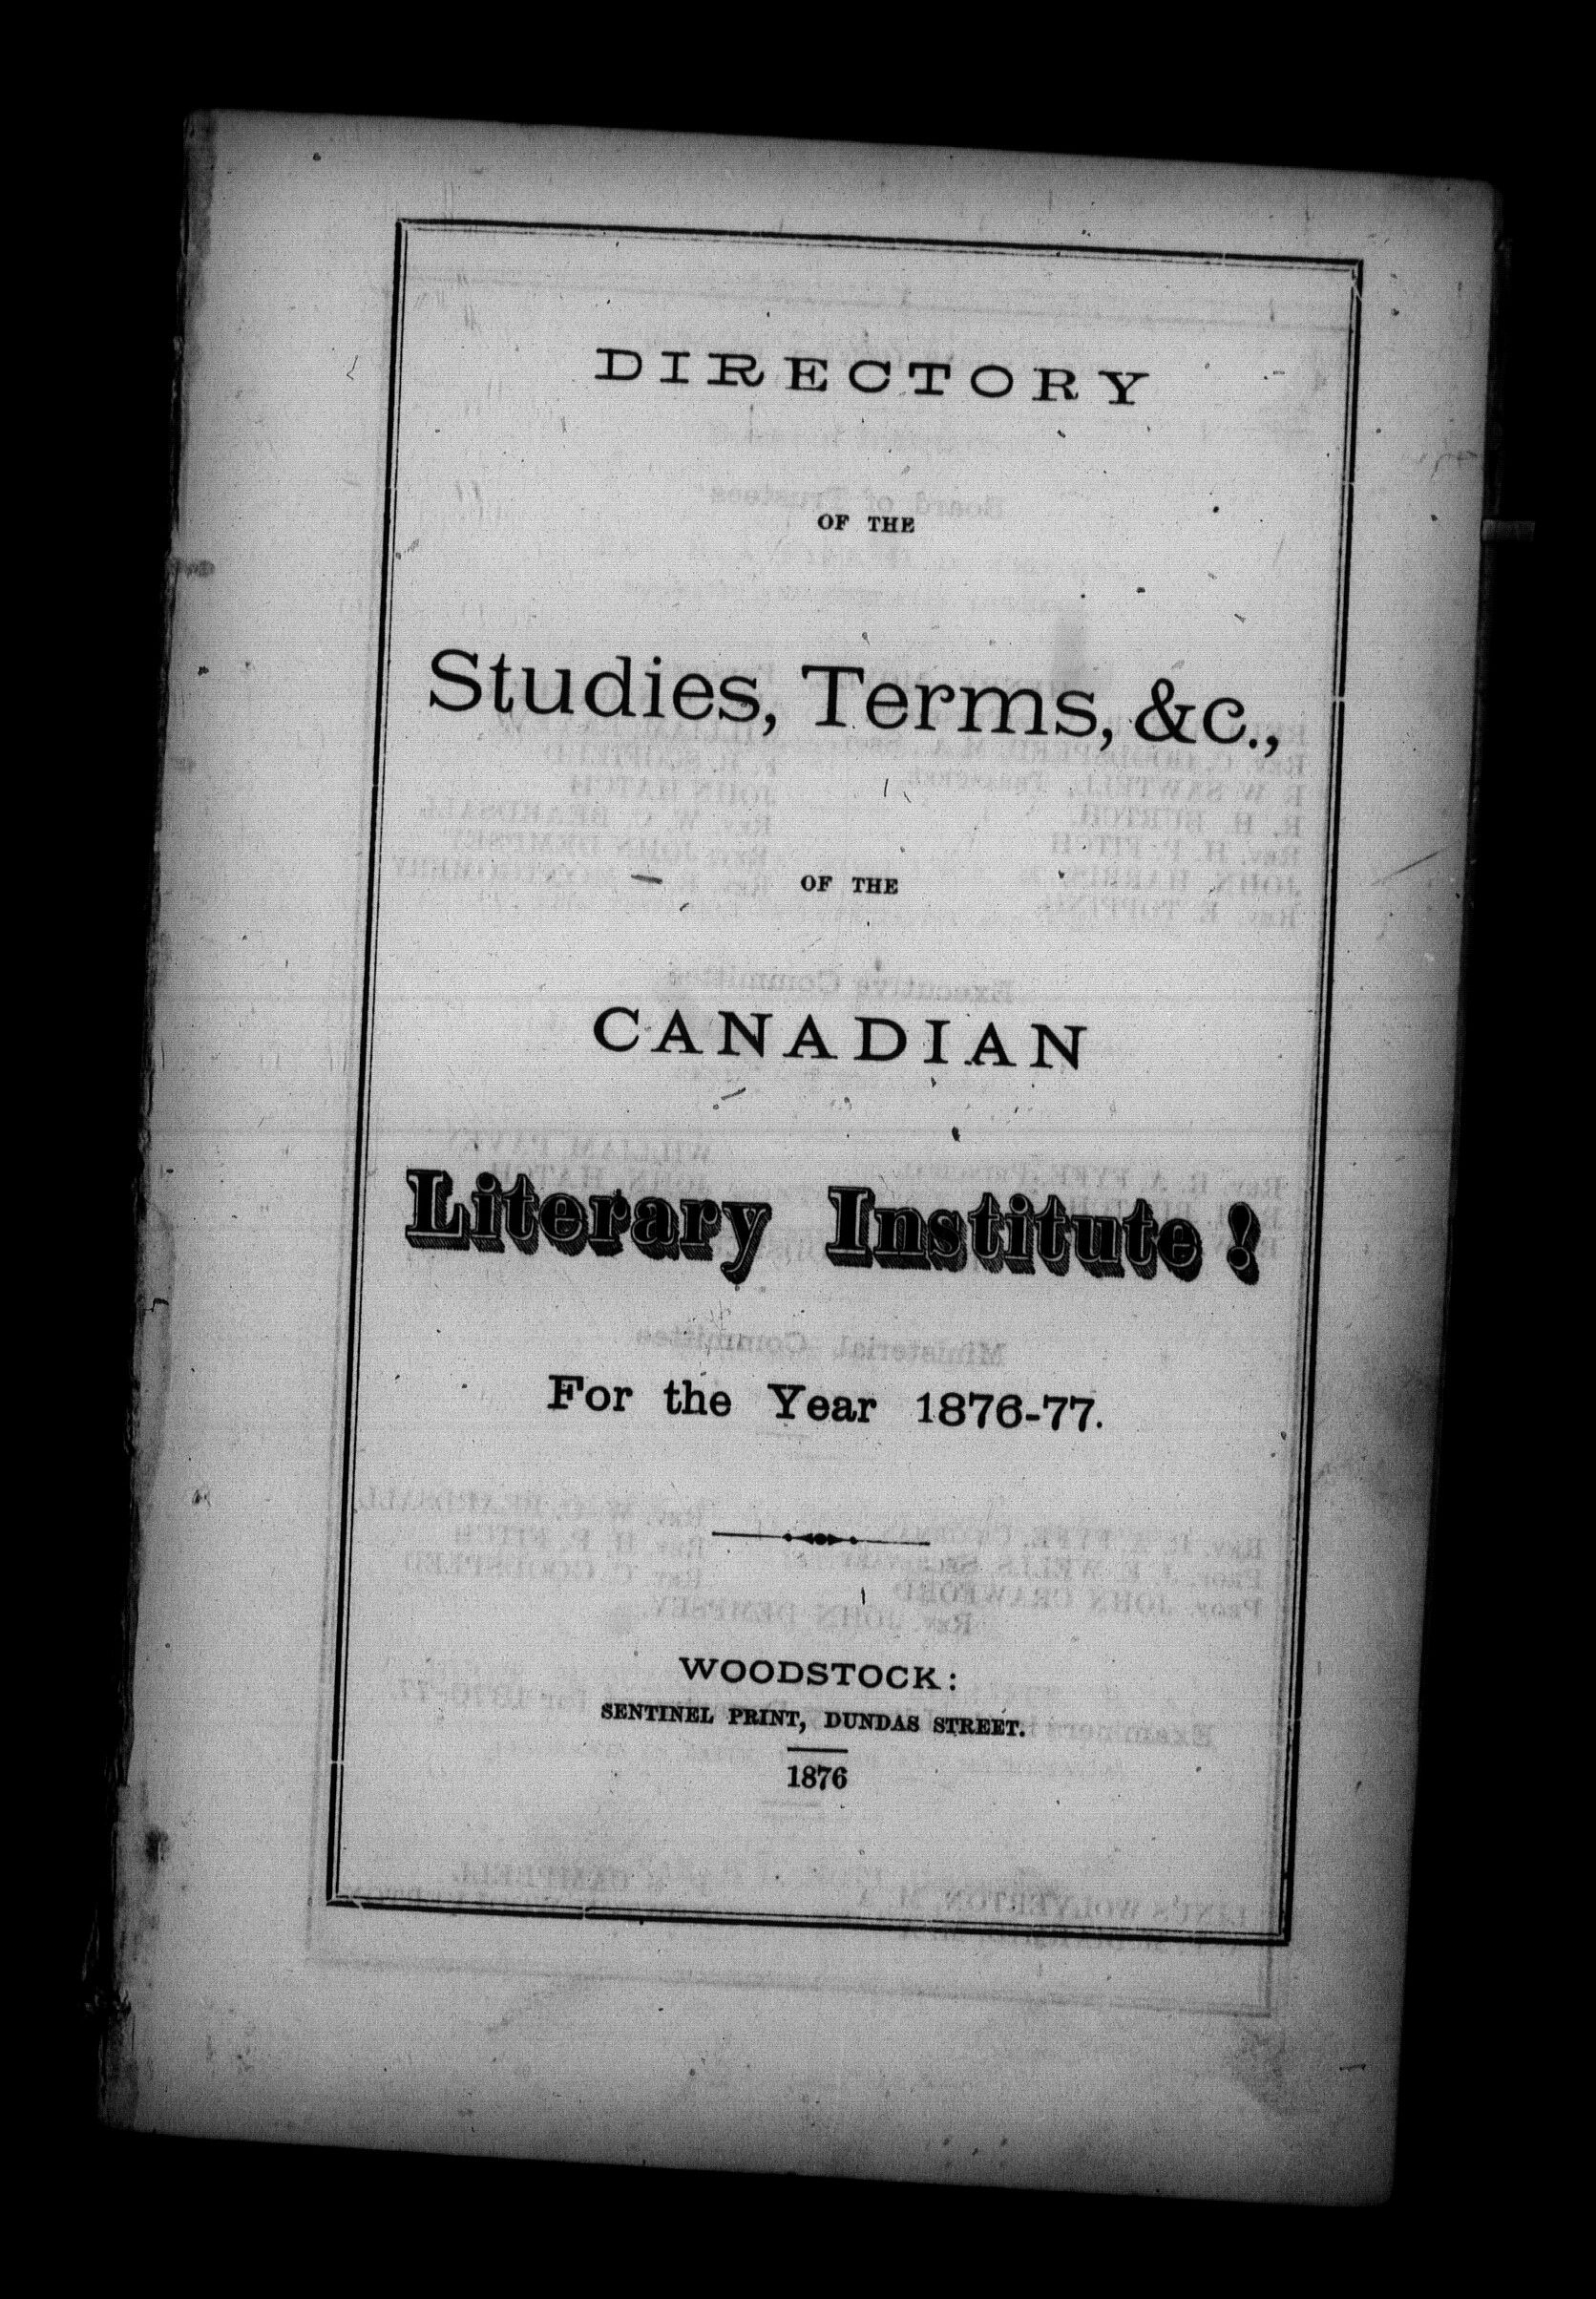 DIRECTORY
OF THE
Studies, Terms, &c.,
OF THE
CANADIAN
Literary Institute!
For the Year 1876-77.
WOODSTOCK:
SENTINEL PRINT, DUNDAS STREET.
1876